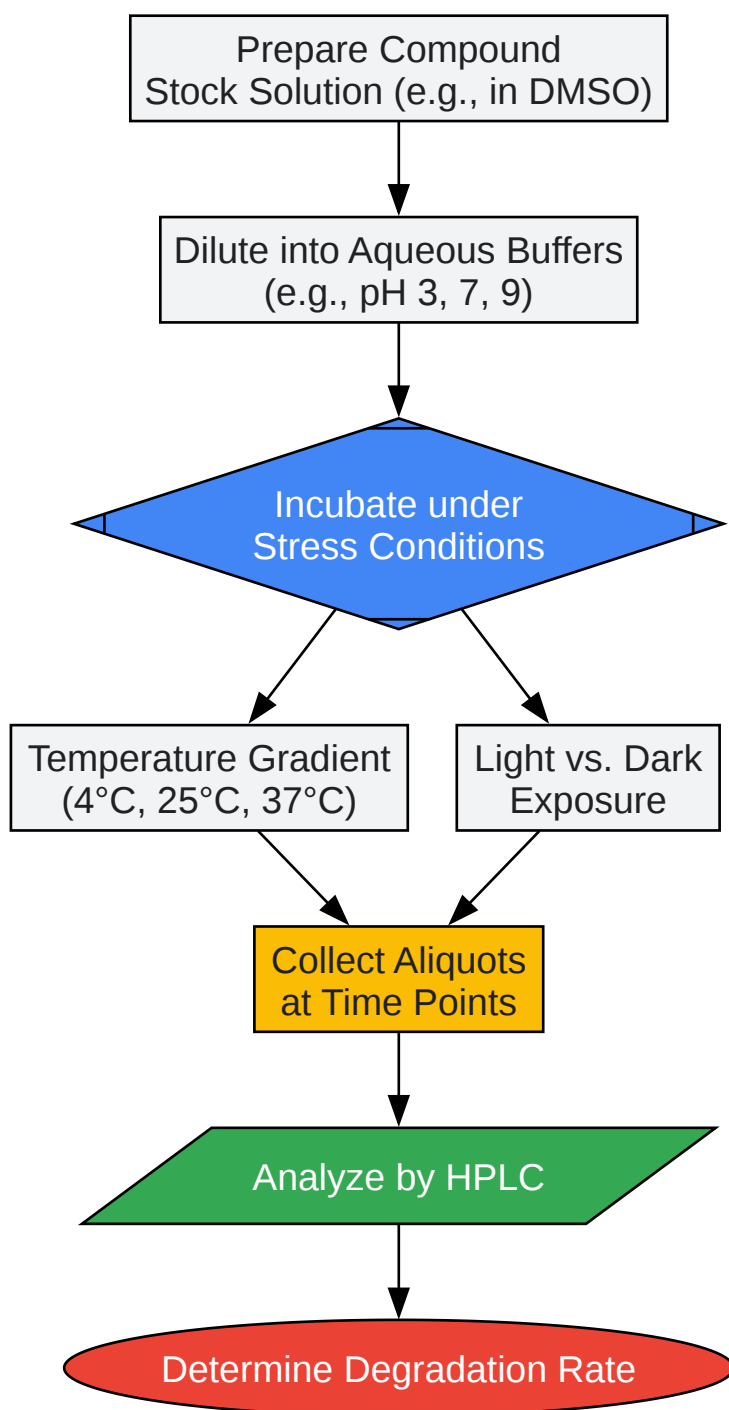 Prepare Compound
Stock Solution (e.g., in DMSO)
Dilute into Aqueous Buffers
(e.g., pH 3, 7, 9)
Incubate under
Stress Conditions
Temperature Gradient
(4°C, 25°C, 37°C)
Light vs. Dark
Exposure
Collect Aliquots
at Time Points
Analyze by HPLC
Determine Degradation Rate